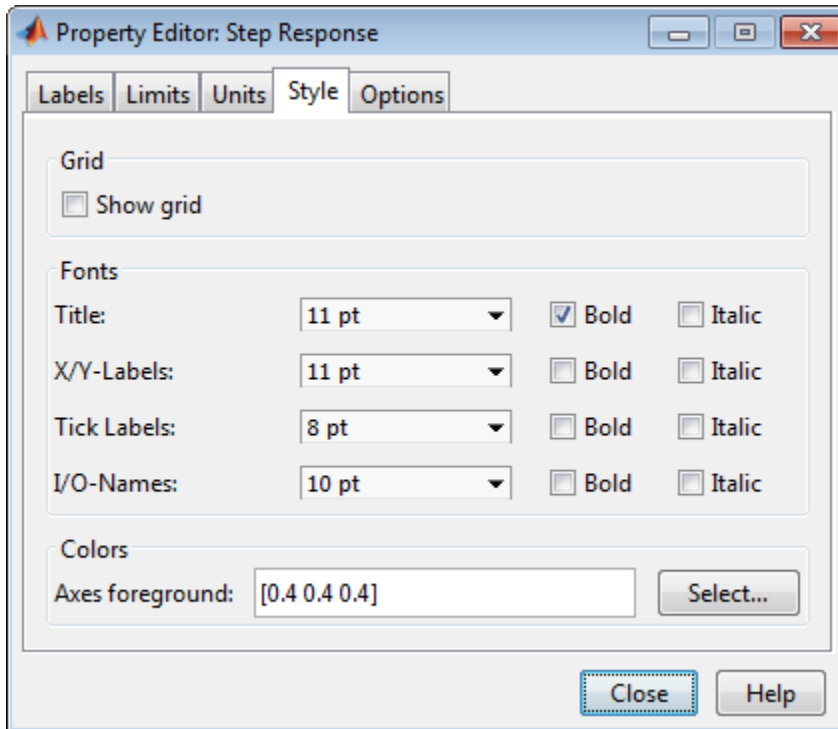 Property Editor: Step Response
Labels Limits Units Style Options
Grid
Show grid
Fonts
Title: 11 pt Bold Italic
X/Y-Labels: 11 pt Bold Italic
Tick Labels: 8 pt Bold Italic
I/O-Names: 10 pt Bold Italic
Colors
Axes foreground: [0.4 0.4 0.4] Select...
Close Help